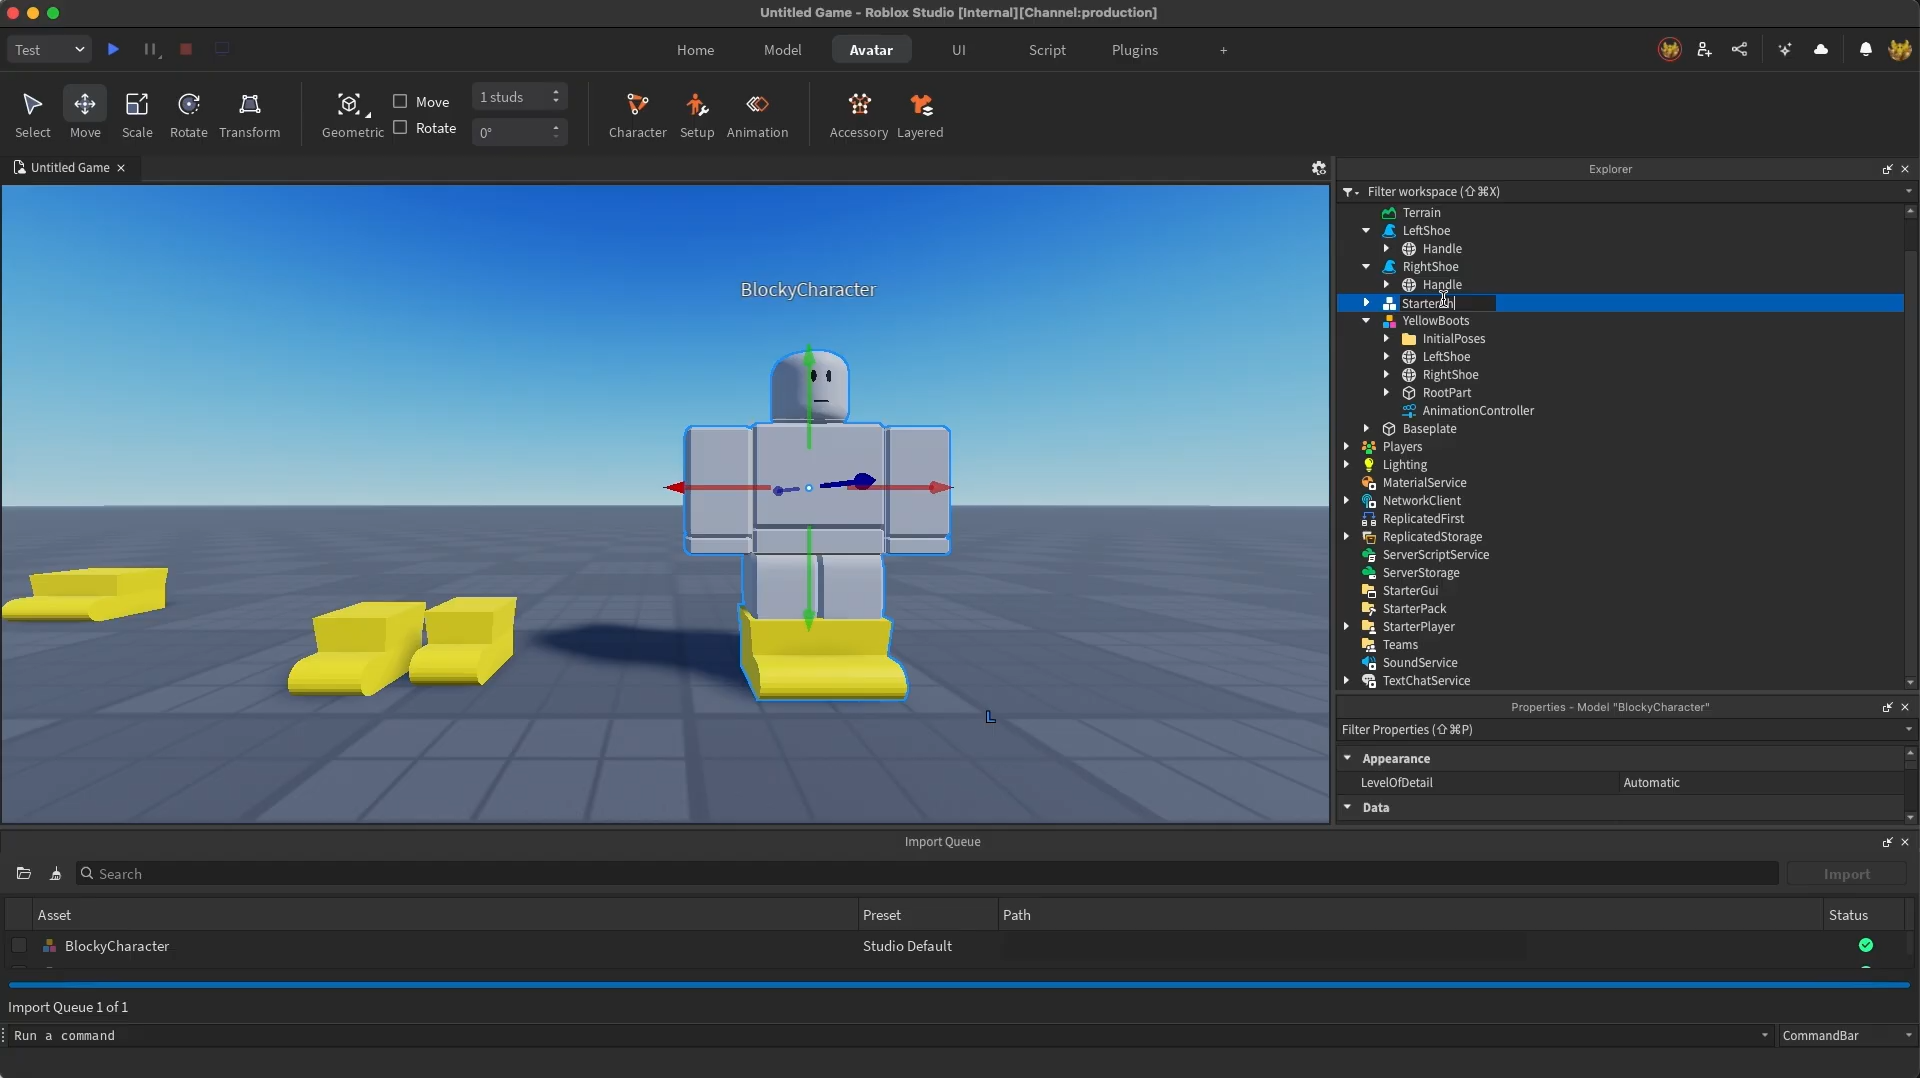 Untitled Game - Roblox Studio [Internal][Channel:production]
Test
Home
Model
Avatar
UI
Script
Plugins
+
Select
Move
Scale
Rotate
Transform
Geometric
Move
Rotate
1 studs
0°
Character
Setup
Animation
Accessory
Layered
Untitled Game
BlockyCharacter
L
Explorer
Filter workspace (⇧⌘X)
Terrain
LeftShoe
Handle
RightShoe
Handle
YellowBoots
InitialPoses
LeftShoe
RightShoe
RootPart
AnimationController
Baseplate
Players
Lighting
MaterialService
NetworkClient
ReplicatedFirst
ReplicatedStorage
ServerScriptService
ServerStorage
StarterGui
StarterPack
StarterPlayer
Teams
SoundService
TextChatService
Properties - Model "BlockyCharacter"
Filter Properties (⇧⌘P)
Appearance
LevelOfDetail Automatic
Data
Import Queue
Search
Import
Asset Preset Path Status
BlockyCharacter Studio Default
Import Queue 1 of 1
Run a command
CommandBar